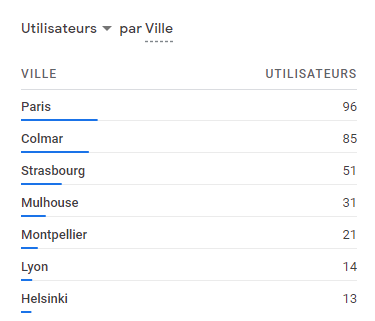 Utilisateurs par Ville
VILLE UTILISATEURS
Paris 96
Colmar 85
Strasbourg 51
Mulhouse 31
Montpellier 21
Lyon 14
Helsinki 13